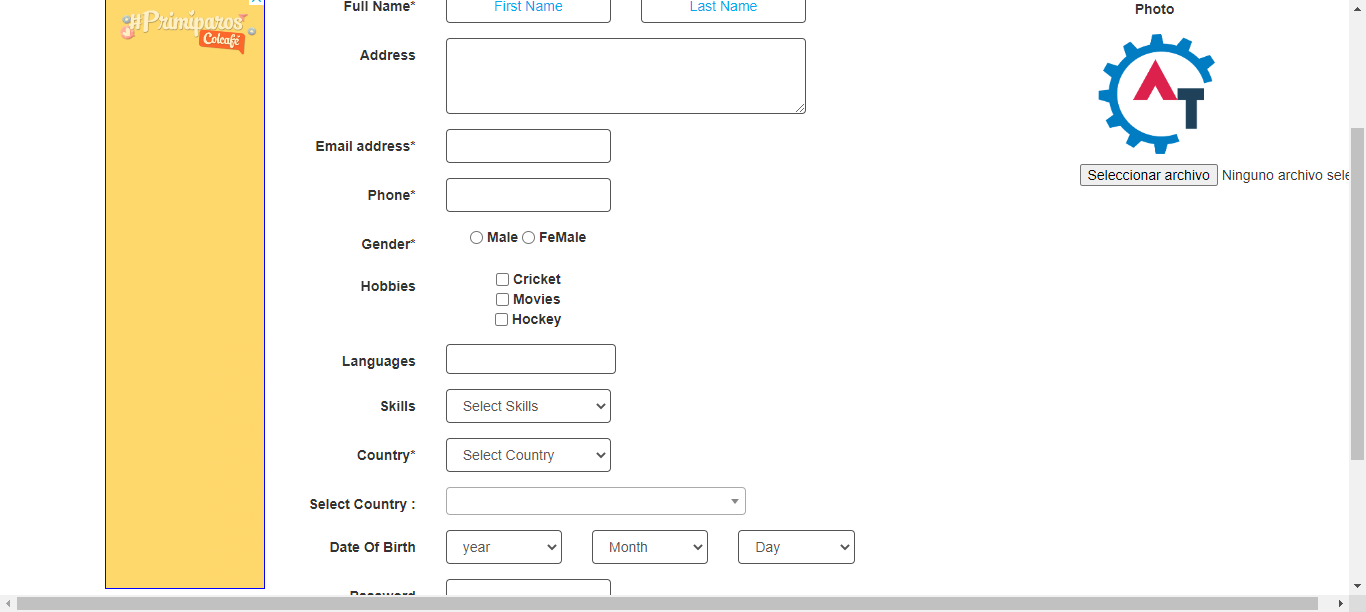 #Primiparos
Colcafé
Full Name* First Name Last Name
Photo
Address
AT
Email address*
Phone*
Seleccionar archivo Ninguno archivo sele
Gender* Male FeMale
Hobbies Cricket
Movies
Hockey
Languages
Skills Select Skills
Country* Select Country
Select Country :
Date Of Birth year Month Day
Password